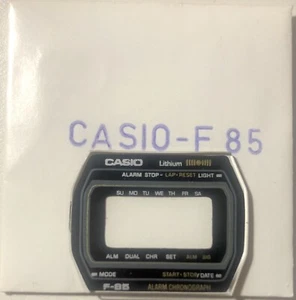 CASIO-F 85
CASIO Lithium
ALARM STOP - LAP•RESET LIGHT
SU MO TU WE TH FR SA
ALM DUAL CHR SET
MODE START•STOP/DATE
F-85 ALARM CHRONOGRAPH